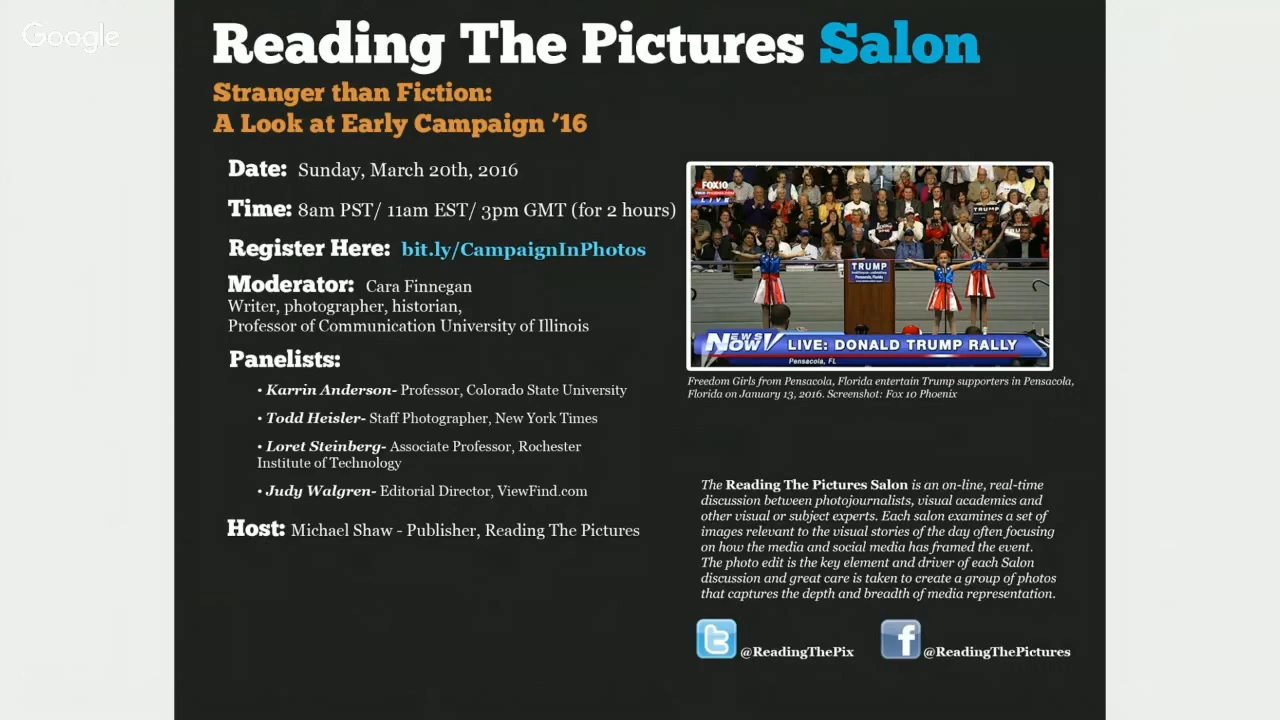 Google
Reading The Pictures Salon
Stranger than Fiction:
A Look at Early Campaign ’16
Date: Sunday, March 20th, 2016
Time: 8am PST/ 11am EST/ 3pm GMT (for 2 hours)
Register Here: bit.ly/CampaignInPhotos
Moderator: Cara Finnegan
Writer, photographer, historian,
Professor of Communication University of Illinois
Panelists:
• Karrin Anderson- Professor, Colorado State University
• Todd Heisler- Staff Photographer, New York Times
• Loret Steinberg- Associate Professor, Rochester
Institute of Technology
• Judy Walgren- Editorial Director, ViewFind.com
Host: Michael Shaw - Publisher, Reading The Pictures
FOX10
LIVE
TRUMP
TRUMP
Pensacola, Florida
NEWS
NOW
LIVE: DONALD TRUMP RALLY
Pensacola, FL
Freedom Girls from Pensacola, Florida entertain Trump supporters in Pensacola,
Florida on January 13, 2016. Screenshot: Fox 10 Phoenix
The Reading The Pictures Salon is an on-line, real-time
discussion between photojournalists, visual academics and
other visual or subject experts. Each salon examines a set of
images relevant to the visual stories of the day often focusing
on how the media and social media has framed the event.
The photo edit is the key element and driver of each Salon
discussion and great care is taken to create a group of photos
that captures the depth and breadth of media representation.
@ReadingThePix
@ReadingThePictures